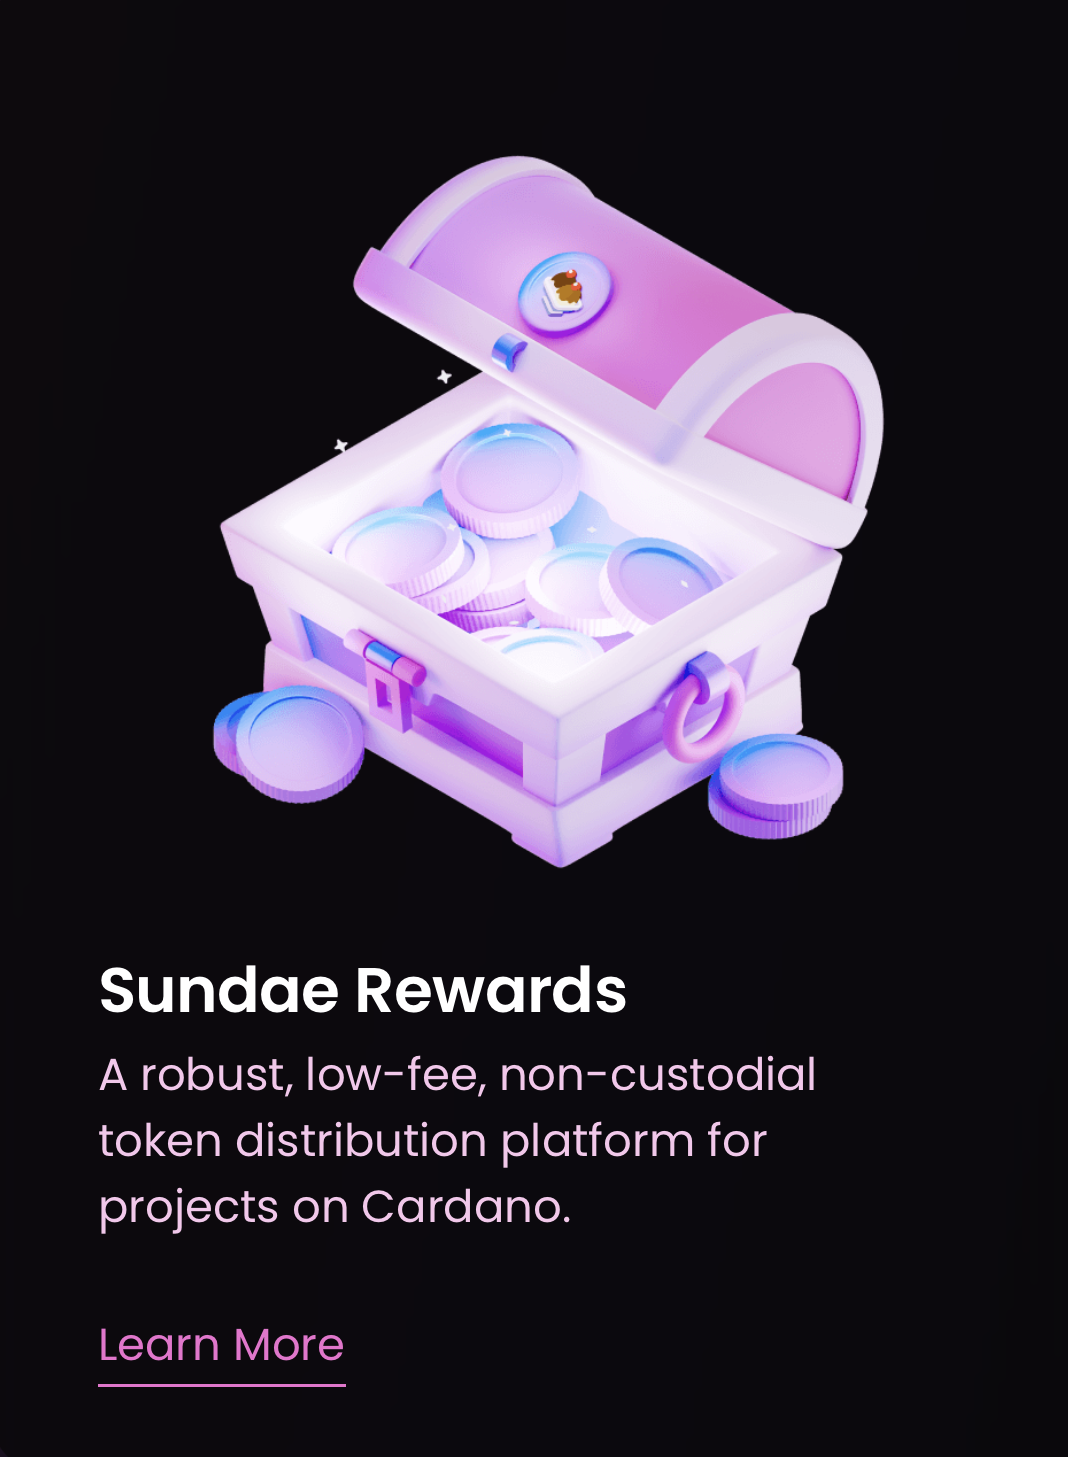 Sundae Rewards
A robust, low-fee, non-custodial
token distribution platform for
projects on Cardano.
Learn More